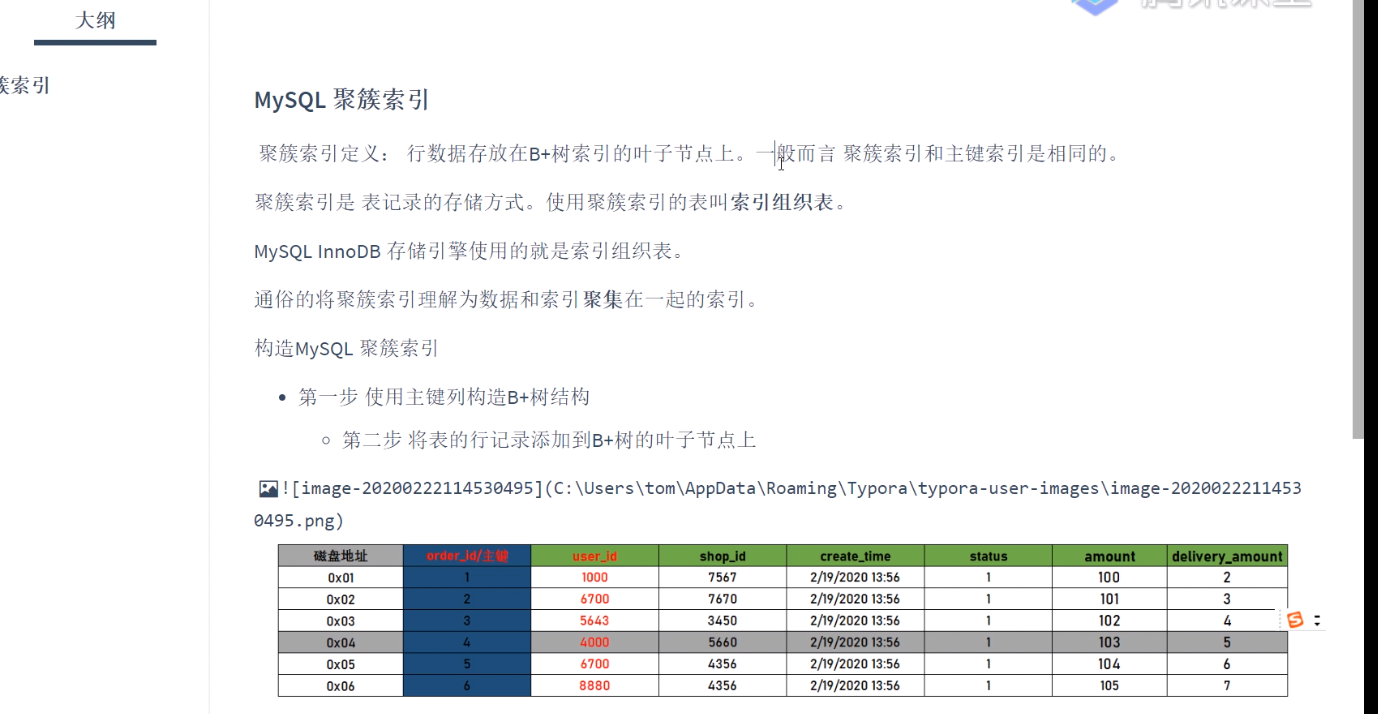 大纲
簇索引
MySQL 聚簇索引
聚簇索引定义： 行数据存放在B+树索引的叶子节点上。一般而言 聚簇索引和主键索引是相同的。
聚簇索引是 表记录的存储方式。使用聚簇索引的表叫索引组织表。
MySQL InnoDB 存储引擎使用的就是索引组织表。
通俗的将聚簇索引理解为数据和索引聚集在一起的索引。
构造MySQL 聚簇索引
第一步 使用主键列构造B+树结构
第二步 将表的行记录添加到B+树的叶子节点上
![image-20200222114530495](C:\Users\tom\AppData\Roaming\Typora\typora-user-images\image-2020022211453
0495.png)
磁盘地址 order_id/主键 user_id shop_id create_time status amount delivery_amount
0x01 1 1000 7567 2/19/2020 13:56 1 100 2
0x02 2 6700 7670 2/19/2020 13:56 1 101 3
0x03 3 5643 3450 2/19/2020 13:56 1 102 4
0x04 4 4000 5660 2/19/2020 13:56 1 103 5
0x05 5 6700 4356 2/19/2020 13:56 1 104 6
0x06 6 8880 4356 2/19/2020 13:56 1 105 7